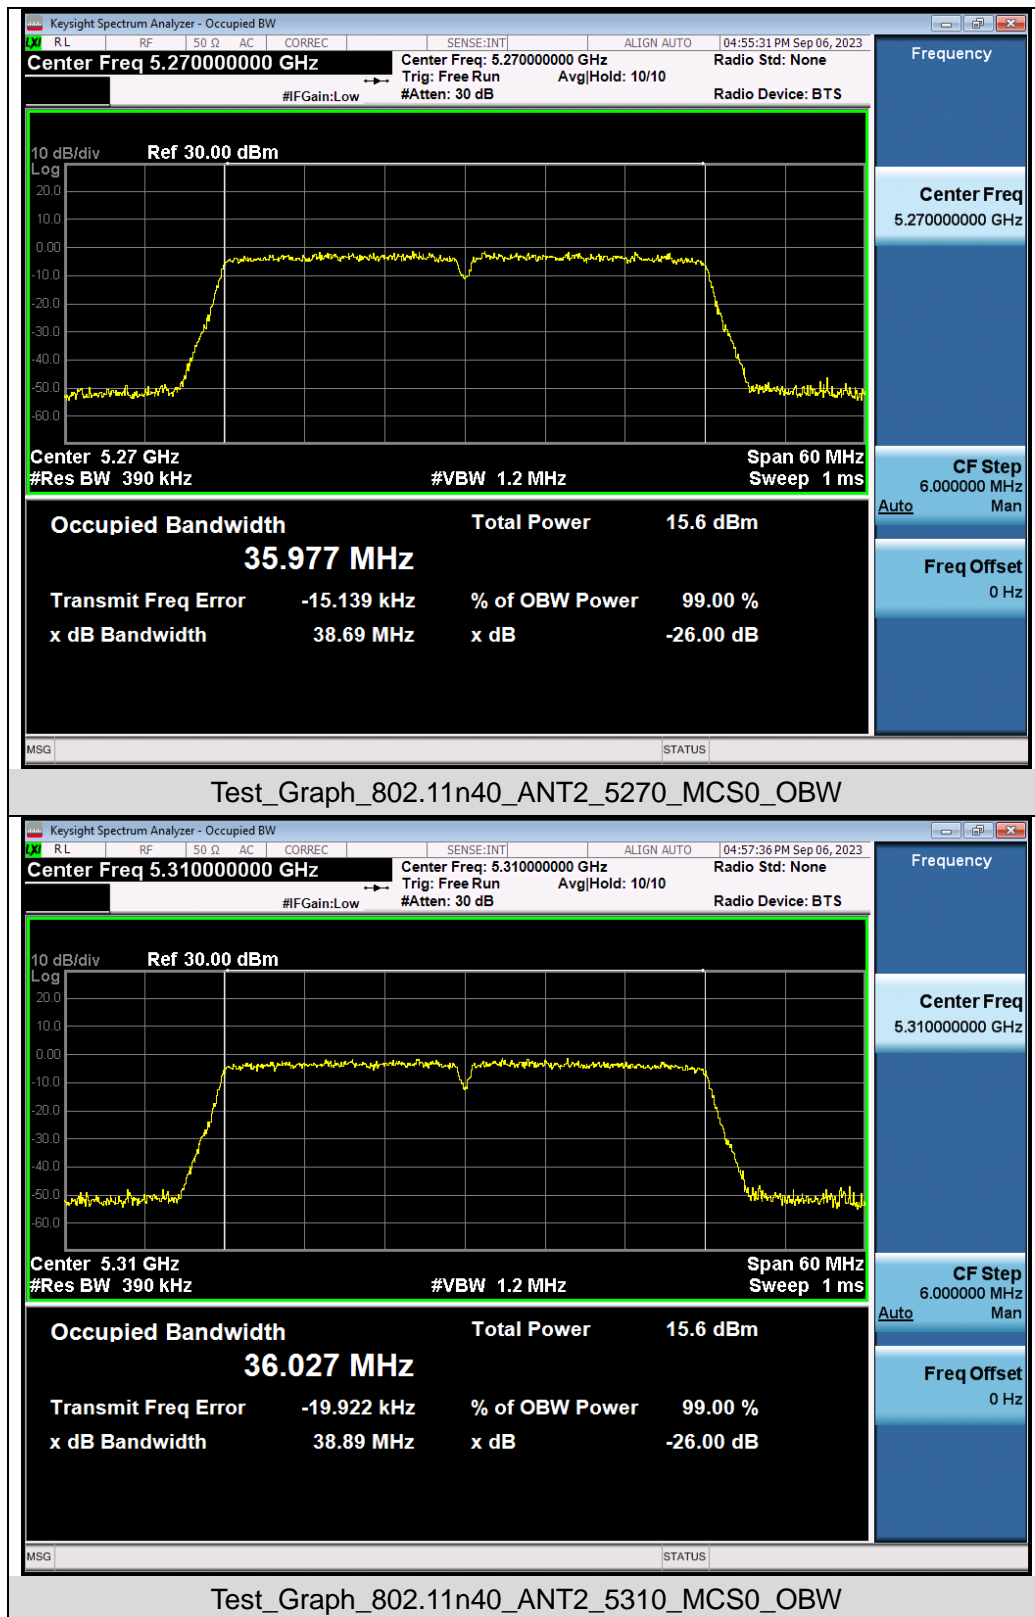 Keysight Spectrum Analyzer - Occupied BW
LXI RL RF 50 Ω AC CORREC SENSE:INT ALIGN AUTO 04:55:31 PM Sep 06, 2023
Center Freq 5.270000000 GHz
Center Freq: 5.270000000 GHz Radio Std: None
Trig: Free Run Avg|Hold: 10/10
#IFGain:Low #Atten: 30 dB Radio Device: BTS
Frequency
10 dB/div Ref 30.00 dBm
Log
20.0
10.0
0.00
-10.0
-20.0
-30.0
-40.0
-50.0
-60.0
Center 5.27 GHz Span 60 MHz
#Res BW 390 kHz #VBW 1.2 MHz Sweep 1 ms
Center Freq
5.270000000 GHz
CF Step
6.000000 MHz
Auto Man
Freq Offset
0 Hz
Occupied Bandwidth Total Power 15.6 dBm
35.977 MHz
Transmit Freq Error -15.139 kHz % of OBW Power 99.00 %
x dB Bandwidth 38.69 MHz x dB -26.00 dB
MSG STATUS
Test_Graph_802.11n40_ANT2_5270_MCS0_OBW
Keysight Spectrum Analyzer - Occupied BW
LXI RL RF 50 Ω AC CORREC SENSE:INT ALIGN AUTO 04:57:36 PM Sep 06, 2023
Center Freq 5.310000000 GHz
Center Freq: 5.310000000 GHz Radio Std: None
Trig: Free Run Avg|Hold: 10/10
#IFGain:Low #Atten: 30 dB Radio Device: BTS
Frequency
10 dB/div Ref 30.00 dBm
Log
20.0
10.0
0.00
-10.0
-20.0
-30.0
-40.0
-50.0
-60.0
Center 5.31 GHz Span 60 MHz
#Res BW 390 kHz #VBW 1.2 MHz Sweep 1 ms
Center Freq
5.310000000 GHz
CF Step
6.000000 MHz
Auto Man
Freq Offset
0 Hz
Occupied Bandwidth Total Power 15.6 dBm
36.027 MHz
Transmit Freq Error -19.922 kHz % of OBW Power 99.00 %
x dB Bandwidth 38.89 MHz x dB -26.00 dB
MSG STATUS
Test_Graph_802.11n40_ANT2_5310_MCS0_OBW